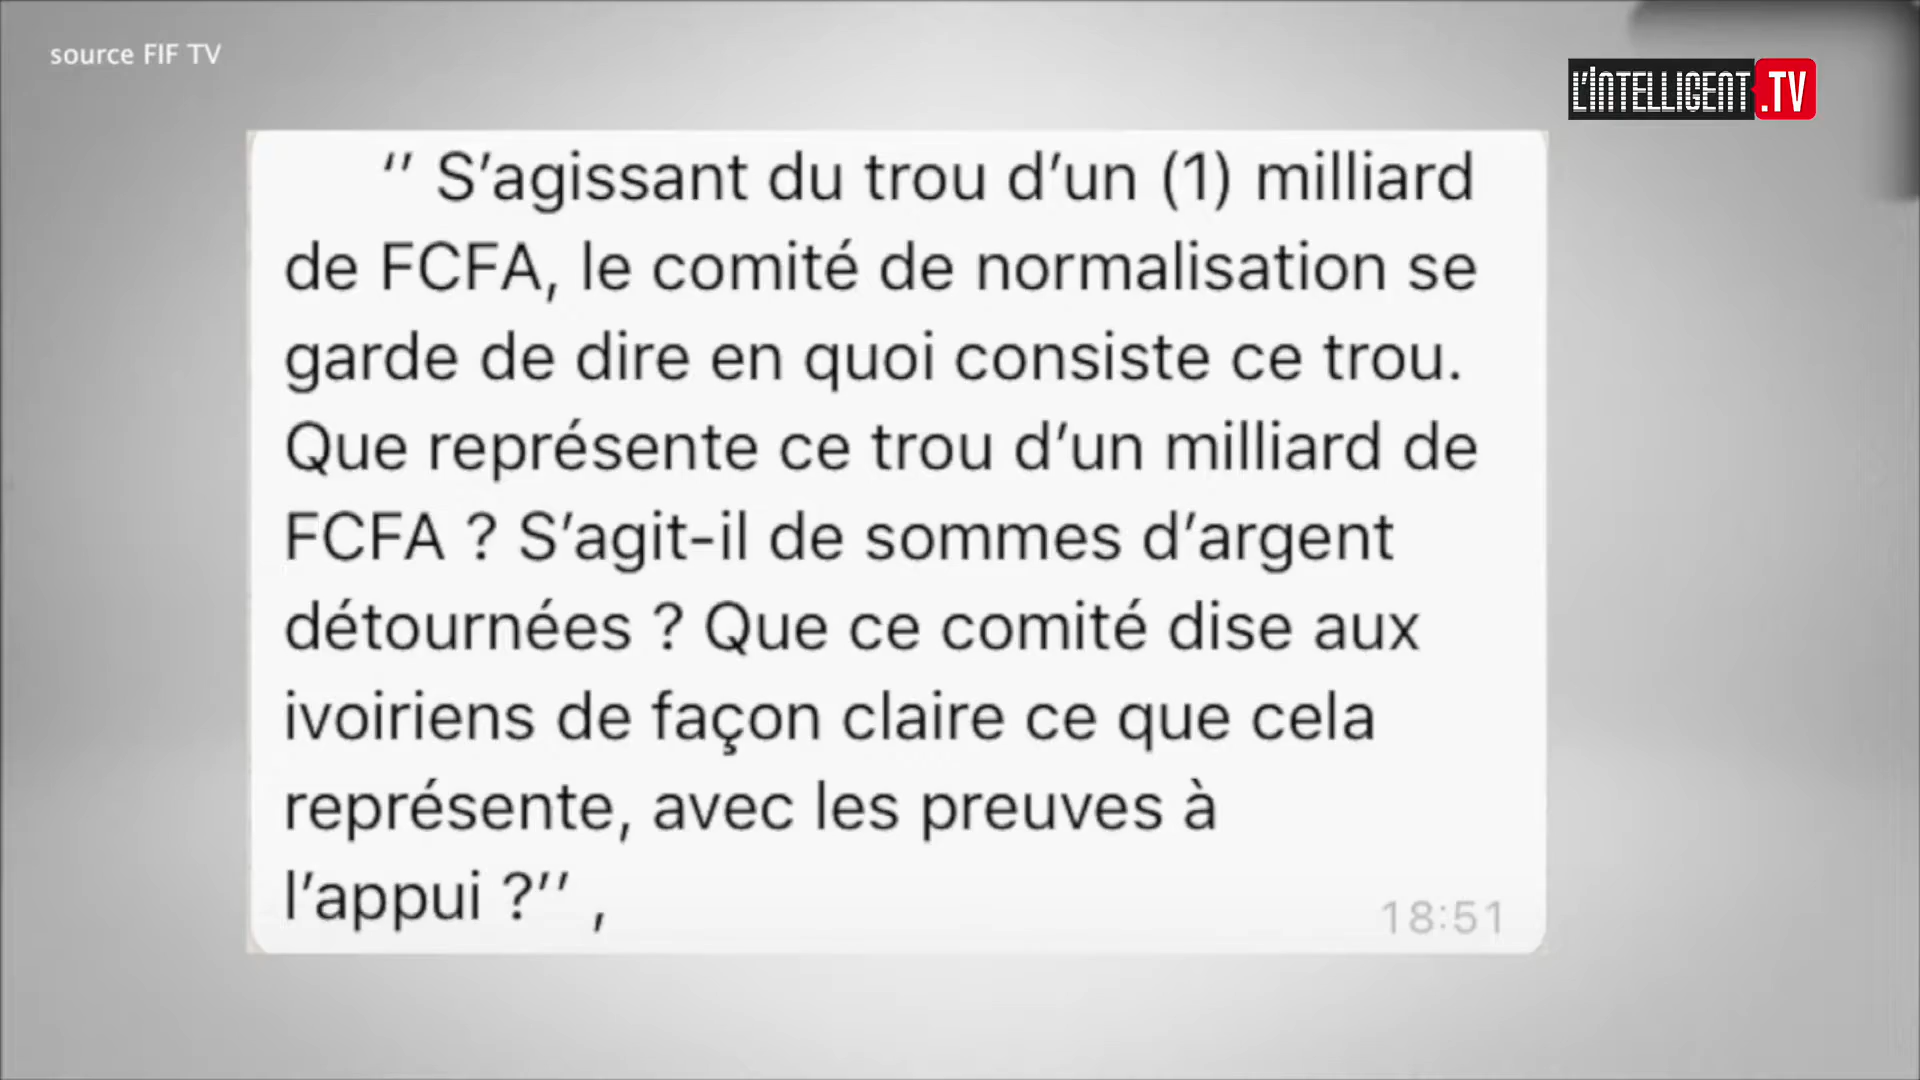 source FIF TV
L'INTELLIGENT.TV
‘’ S’agissant du trou d’un (1) milliard
de FCFA, le comité de normalisation se
garde de dire en quoi consiste ce trou.
Que représente ce trou d’un milliard de
FCFA ? S’agit-il de sommes d’argent
détournées ? Que ce comité dise aux
ivoiriens de façon claire ce que cela
représente, avec les preuves à
l’appui ?’’ ,
18:51